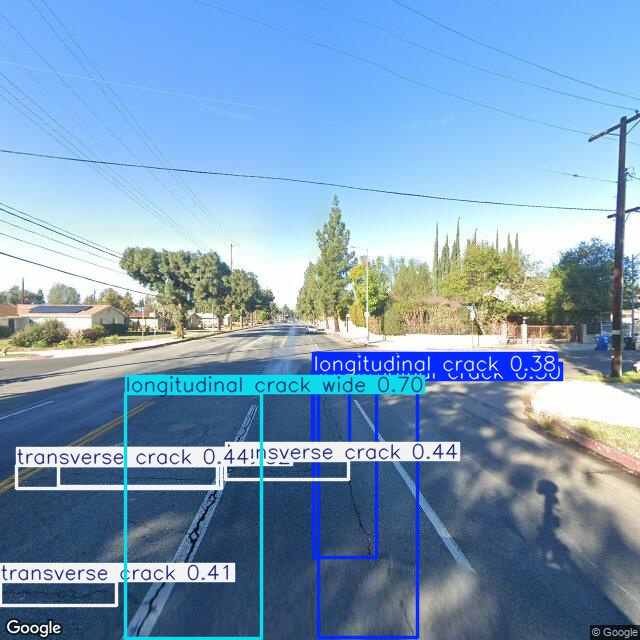 longitudinal crack 0.38
longitudinal crack wide 0.70
transverse crack 0.44
transverse crack 0.44
transverse crack 0.41
Google
© Google